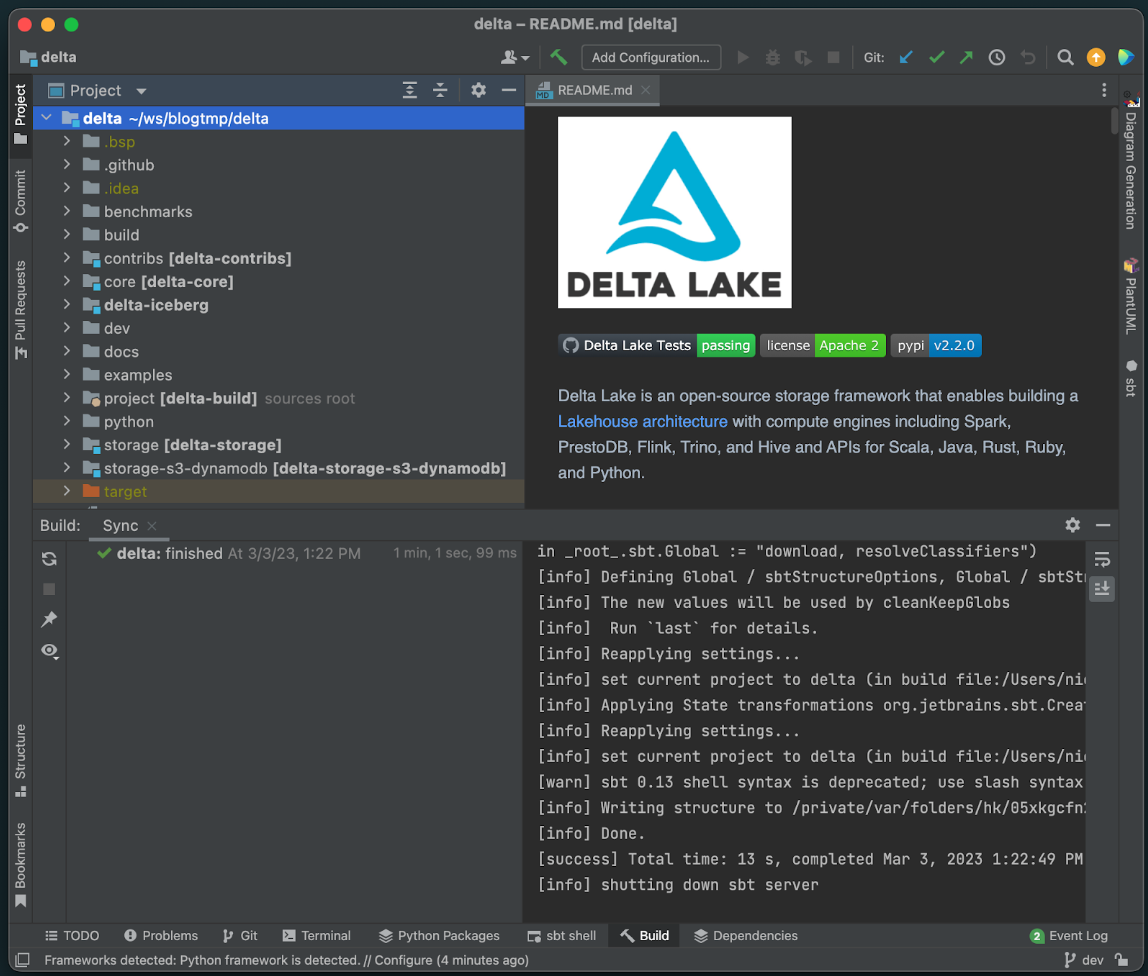 delta – README.md [delta]
delta
Add Configuration...
Git:
Project
README.md
Project
Commit
Pull Requests
Structure
Bookmarks
delta ~/ws/blogtmp/delta
.bsp
.github
.idea
benchmarks
build
contribs [delta-contribs]
core [delta-core]
delta-iceberg
dev
docs
examples
project [delta-build] sources root
python
storage [delta-storage]
storage-s3-dynamodb [delta-storage-s3-dynamodb]
target
MD
DELTA LAKE
Delta Lake Tests passing license Apache 2 pypi v2.2.0
Delta Lake is an open-source storage framework that enables building a
Lakehouse architecture with compute engines including Spark,
PrestoDB, Flink, Trino, and Hive and APIs for Scala, Java, Rust, Ruby,
and Python.
Diagram Generation
PlantUML
sbt
Build: Sync
delta: finished At 3/3/23, 1:22 PM 1 min, 1 sec, 99 ms
in _root_.sbt.Global := "download, resolveClassifiers")
[info] Defining Global / sbtStructureOptions, Global / sbtStr
[info] The new values will be used by cleanKeepGlobs
[info]  Run `last` for details.
[info] Reapplying settings...
[info] set current project to delta (in build file:/Users/nic
[info] Applying State transformations org.jetbrains.sbt.Creat
[info] Reapplying settings...
[info] set current project to delta (in build file:/Users/nic
[warn] sbt 0.13 shell syntax is deprecated; use slash syntax
[info] Writing structure to /private/var/folders/hk/05xkgcfn
[info] Done.
[success] Total time: 13 s, completed Mar 3, 2023 1:22:49 PM
[info] shutting down sbt server
TODO Problems Git Terminal Python Packages sbt shell Build Dependencies 2 Event Log
Frameworks detected: Python framework is detected. // Configure (4 minutes ago) dev